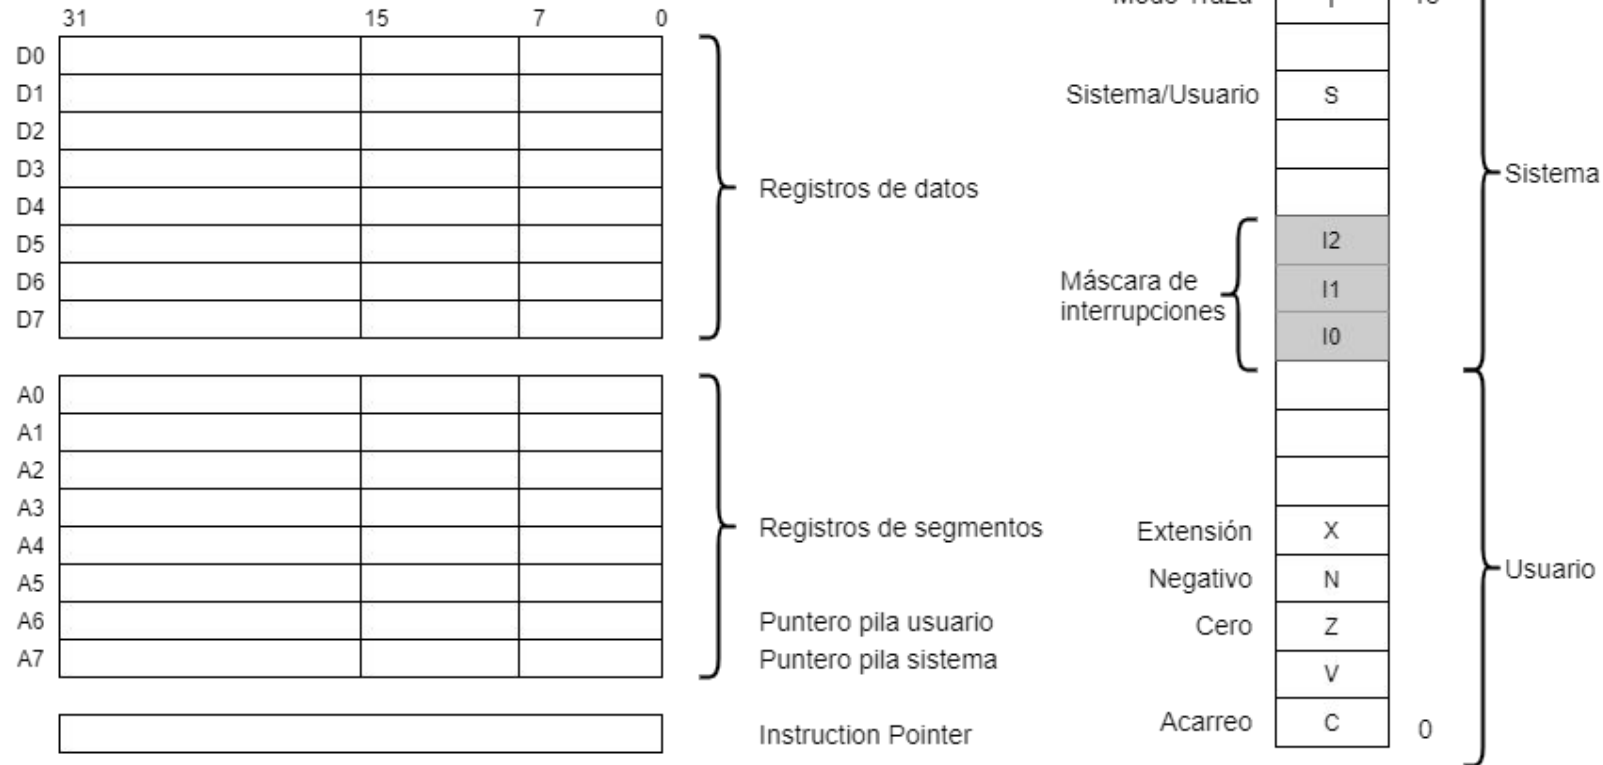 31 15 7 0
D0
D1
D2
D3
D4
D5
D6
D7
Registros de datos
A0
A1
A2
A3
A4
A5
A6
A7
Registros de segmentos
Puntero pila usuario
Puntero pila sistema
Instruction Pointer
Sistema/Usuario S
Sistema
Máscara de
interrupciones
I2
I1
I0
Extensión X
Negativo N
Cero Z
V
Acarreo C 0
Usuario